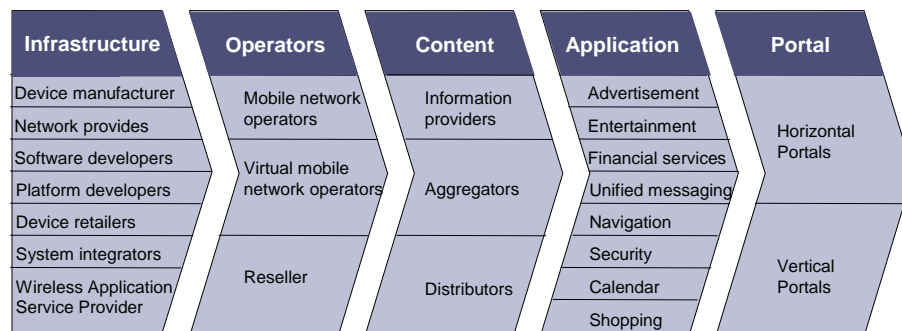 Infrastructure
Device manufacturer
Network provides
Software developers
Platform developers
Device retailers
System integrators
Wireless Application
Service Provider
Operators
Mobile network
operators
Virtual mobile
network operators
Reseller
Content
Information
providers
Aggregators
Distributors
Application
Advertisement
Entertainment
Financial services
Unified messaging
Navigation
Security
Calendar
Shopping
Portal
Horizontal
Portals
Vertical
Portals